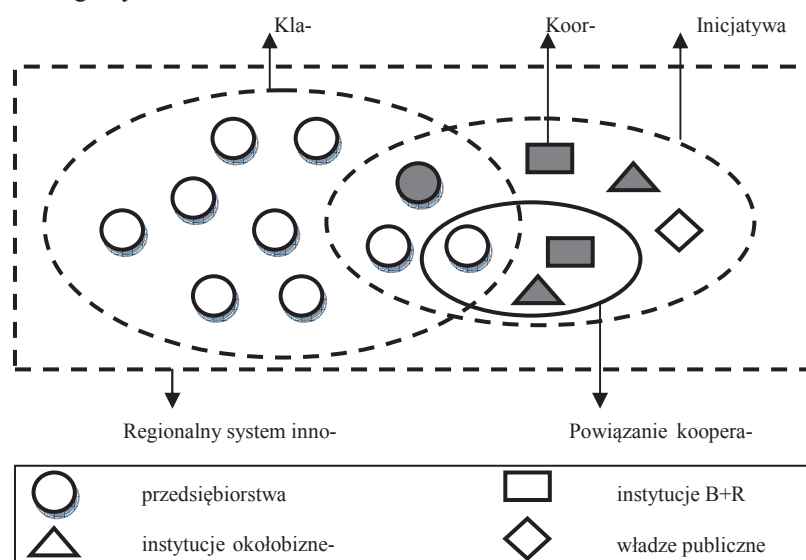 Kla- Koor- Inicjatywa
Regionalny system inno- Powiązanie koopera-
przedsiębiorstwa instytucje B+R
instytucje okołobizne- władze publiczne